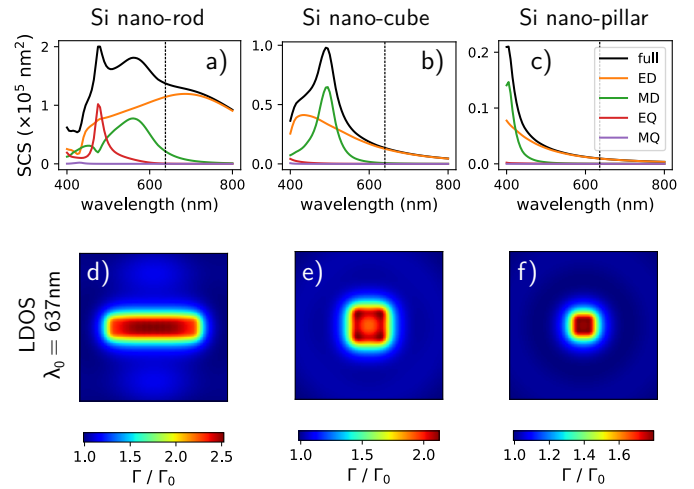 Si nano-rod Si nano-cube Si nano-pillar
SCS (×10⁵ nm²)
2
1
0
a)
400 600 800
wavelength (nm)
1.0
0.5
0.0
b)
400 600 800
wavelength (nm)
0.2
0.1
0.0
c)
full
ED
MD
EQ
MQ
400 600 800
wavelength (nm)
LDOS
λ₀ = 637nm
d) e) f)
1.0 1.5 2.0 2.5
Γ / Γ₀
1.0 1.5 2.0
Γ / Γ₀
1.0 1.2 1.4 1.6
Γ / Γ₀